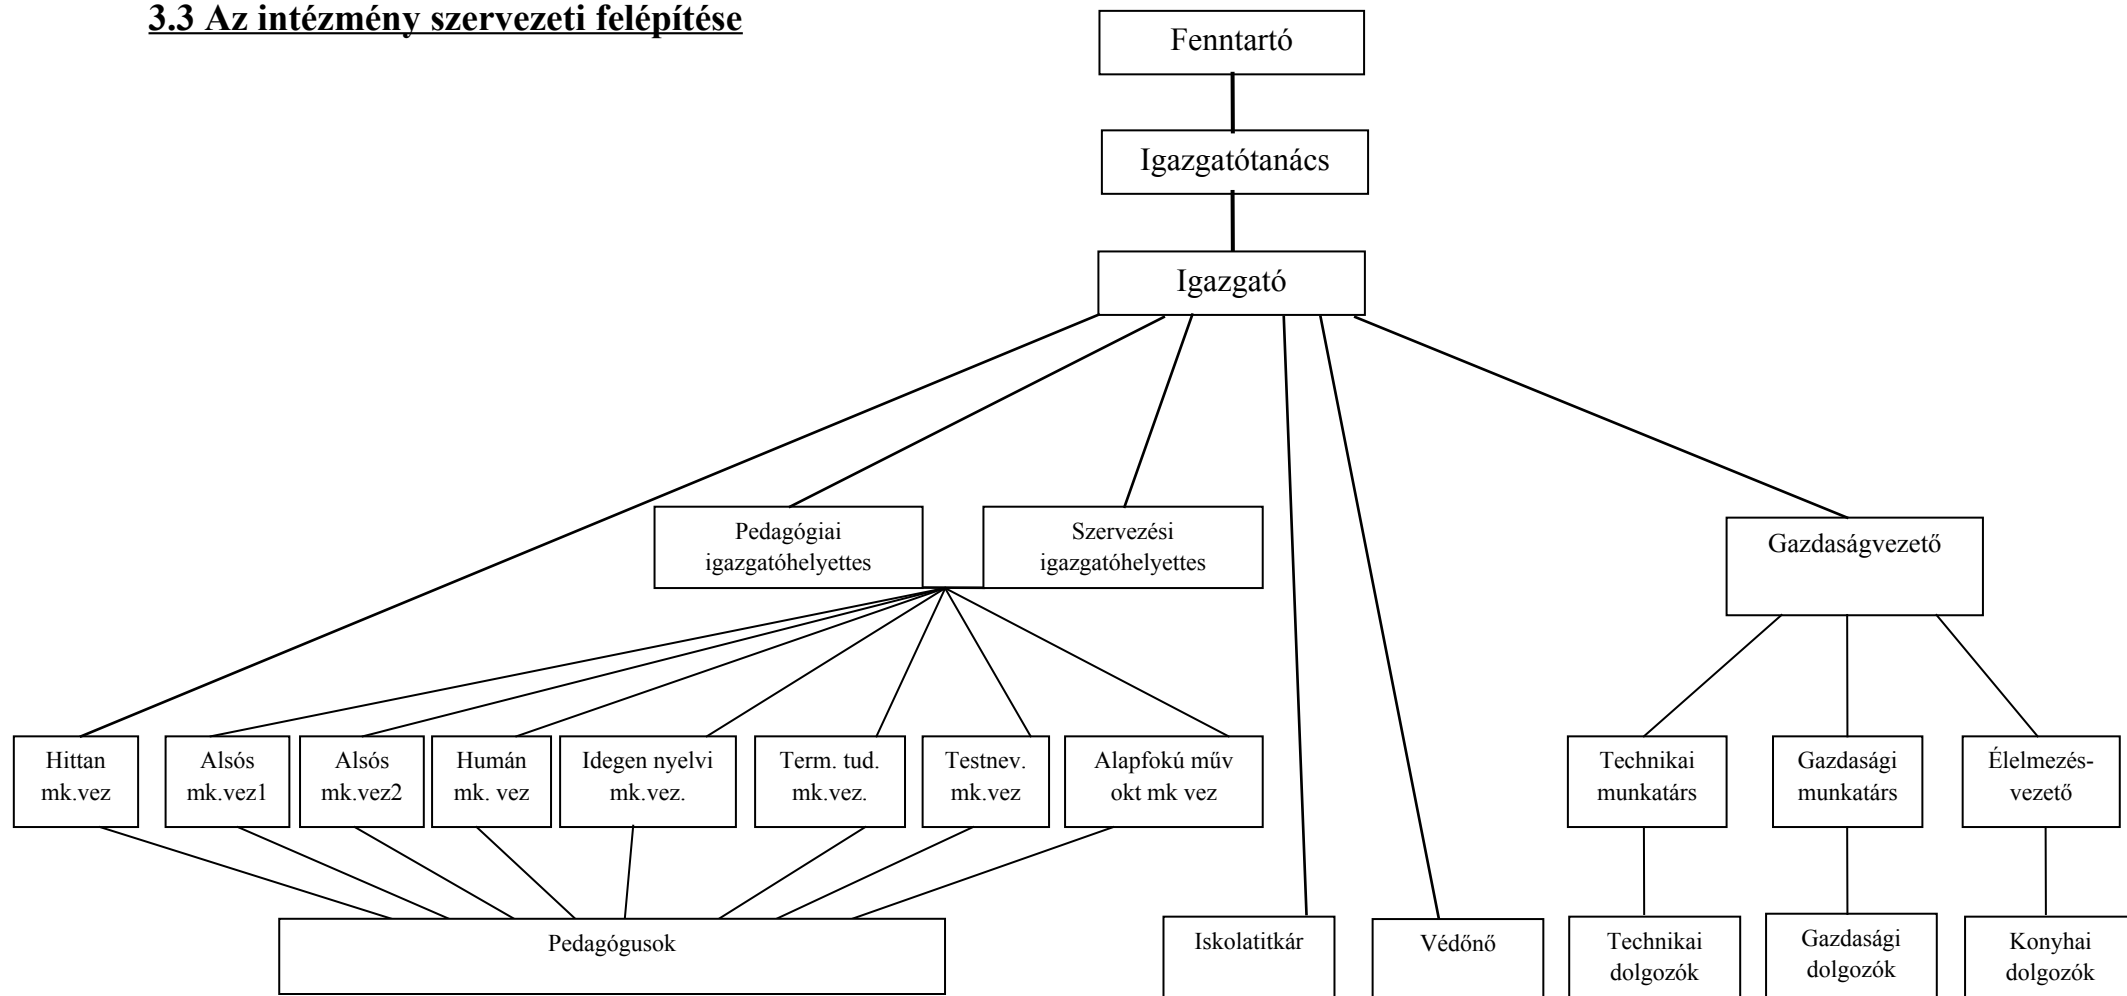 3.3 Az intézmény szervezeti felépítése
Fenntartó
Igazgatótanács
Igazgató
Pedagógiai
igazgatóhelyettes
Szervezési
igazgatóhelyettes
Gazdaságvezető
Hittan
mk.vez
Alsós
mk.vez1
Alsós
mk.vez2
Humán
mk. vez
Idegen nyelvi
mk.vez.
Term. tud.
mk.vez.
Testnev.
mk.vez
Alapfokú műv
okt mk vez
Technikai
munkatárs
Gazdasági
munkatárs
Élelmezés-
vezető
Pedagógusok
Iskolatitkár
Védőnő
Technikai
dolgozók
Gazdasági
dolgozók
Konyhai
dolgozók